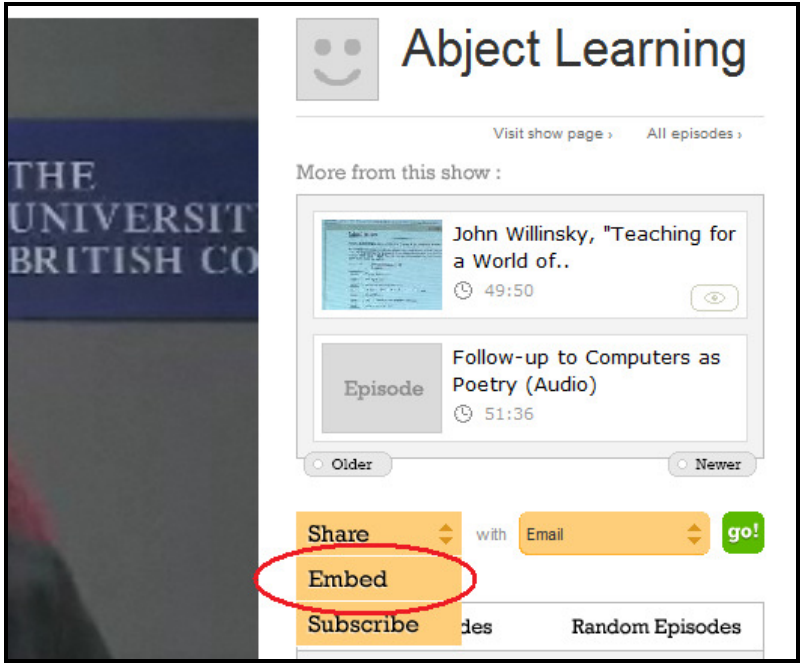 THE
UNIVERSIT
BRITISH CO
Abject Learning
Visit show page › All episodes ›
More from this show :
John Willinsky, "Teaching for
a World of..
49:50
Episode
Follow-up to Computers as
Poetry (Audio)
51:36
Older Newer
Share with Email go!
Embed
Subscribe des Random Episodes